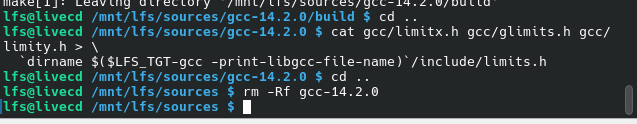 make[1]: Leaving directory '/mnt/lfs/sources/gcc-14.2.0/build'
lfs@livecd /mnt/lfs/sources/gcc-14.2.0/build $ cd ..
lfs@livecd /mnt/lfs/sources/gcc-14.2.0 $ cat gcc/limitx.h gcc/glimits.h gcc/
limity.h > \
  `dirname $($LFS_TGT-gcc -print-libgcc-file-name)`/include/limits.h
lfs@livecd /mnt/lfs/sources/gcc-14.2.0 $ cd ..
lfs@livecd /mnt/lfs/sources $ rm -Rf gcc-14.2.0
lfs@livecd /mnt/lfs/sources $